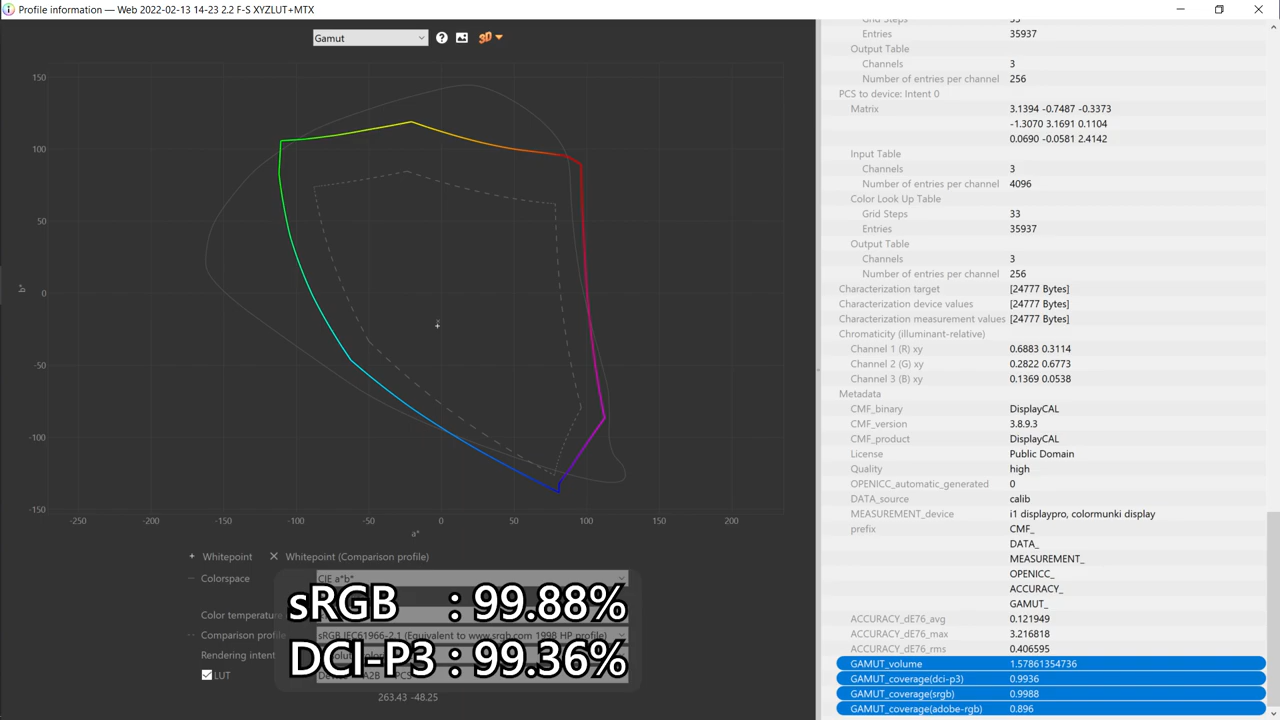 Profile information — Web 2022-02-13 14-23 2.2 F-S XYZLUT+MTX
Gamut
3D
150
100
50
0
-50
-100
-150
b*
-250
-200
-150
-100
-50
0
50
100
150
200
a*
Whitepoint
Whitepoint (Comparison profile)
Colorspace
CIE a*b*
Color temperature
Comparison profile
sRGB IEC61966-2.1 (Equivalent to www.srgb.com 1998 HP profile)
Rendering intent
LUT
263.43 -48.25
sRGB : 99.88%
DCI-P3 : 99.36%
Grid Steps 33
Entries 35937
Output Table
Channels 3
Number of entries per channel 256
PCS to device: Intent 0
Matrix 3.1394 -0.7487 -0.3373
-1.3070 3.1691 0.1104
0.0690 -0.0581 2.4142
Input Table
Channels 3
Number of entries per channel 4096
Color Look Up Table
Grid Steps 33
Entries 35937
Output Table
Channels 3
Number of entries per channel 256
Characterization target [24777 Bytes]
Characterization device values [24777 Bytes]
Characterization measurement values [24777 Bytes]
Chromaticity (illuminant-relative)
Channel 1 (R) xy 0.6883 0.3114
Channel 2 (G) xy 0.2822 0.6773
Channel 3 (B) xy 0.1369 0.0538
Metadata
CMF_binary DisplayCAL
CMF_version 3.8.9.3
CMF_product DisplayCAL
License Public Domain
Quality high
OPENICC_automatic_generated 0
DATA_source calib
MEASUREMENT_device i1 displaypro, colormunki display
prefix CMF_
DATA_
MEASUREMENT_
OPENICC_
ACCURACY_
GAMUT_
ACCURACY_dE76_avg 0.121949
ACCURACY_dE76_max 3.216818
ACCURACY_dE76_rms 0.406595
GAMUT_volume 1.57861354736
GAMUT_coverage(dci-p3) 0.9936
GAMUT_coverage(srgb) 0.9988
GAMUT_coverage(adobe-rgb) 0.896